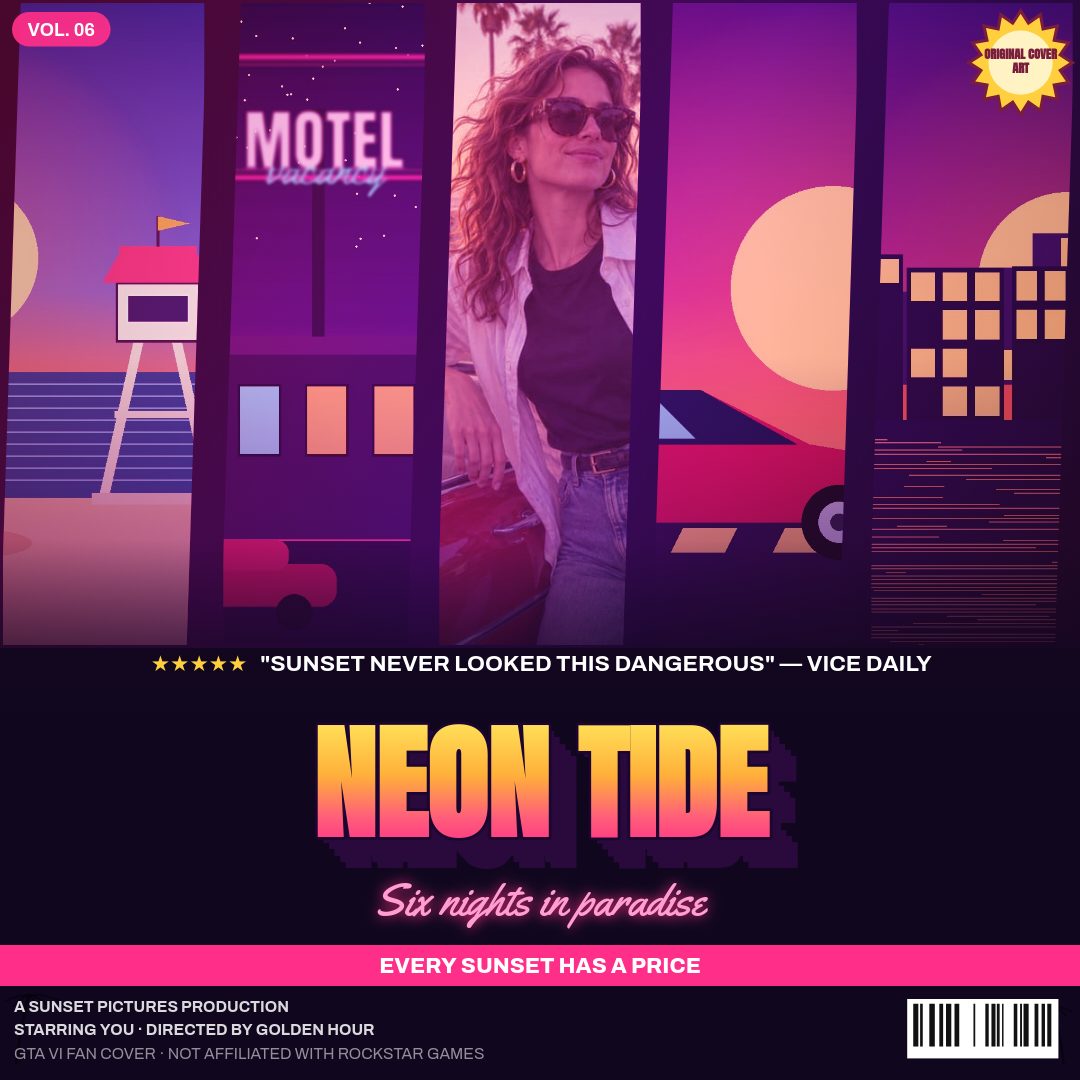 VOL. 06
ORIGINAL COVER
ART
MOTEL
Vacancy
★★★★★ "SUNSET NEVER LOOKED THIS DANGEROUS" — VICE DAILY
NEON TIDE
Six nights in paradise
EVERY SUNSET HAS A PRICE
A SUNSET PICTURES PRODUCTION
STARRING YOU · DIRECTED BY GOLDEN HOUR
GTA VI FAN COVER · NOT AFFILIATED WITH ROCKSTAR GAMES